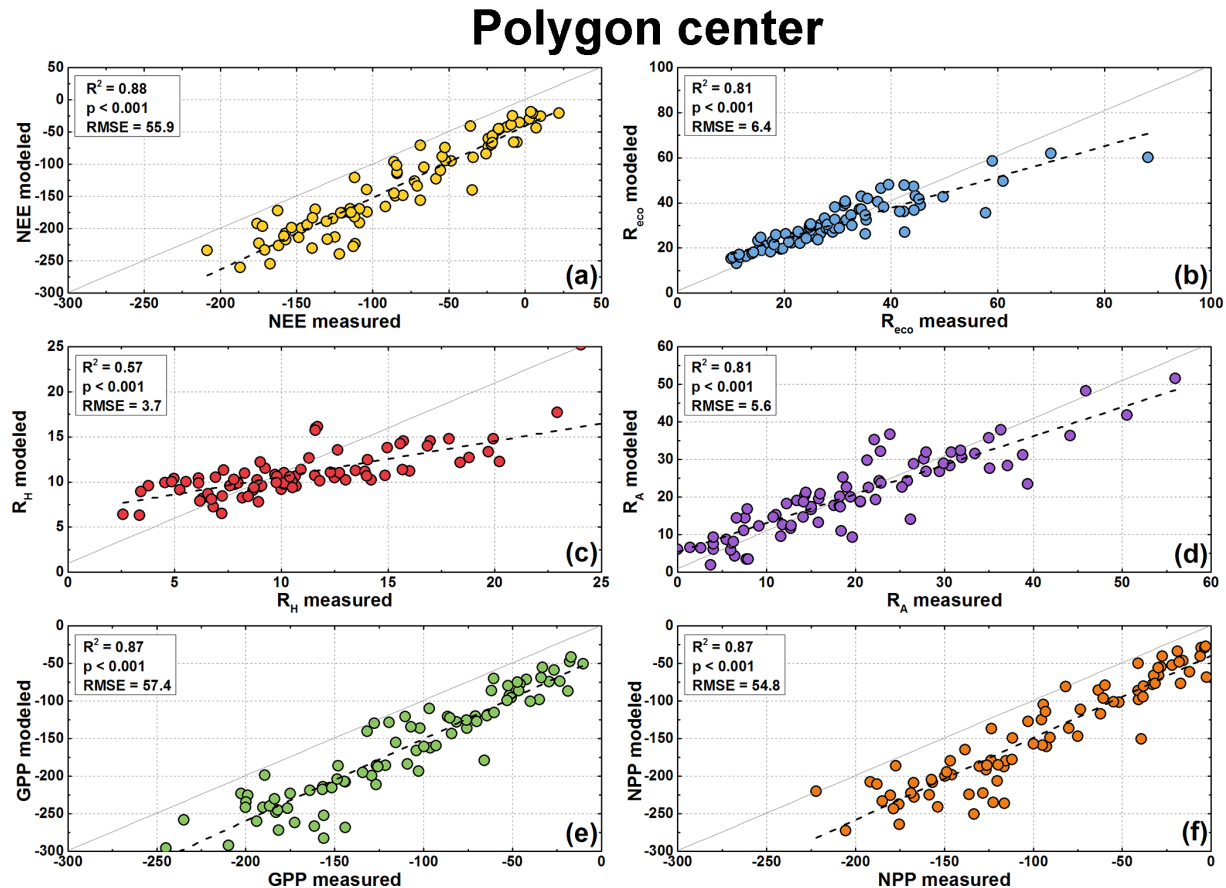 Polygon center
R² = 0.88
p < 0.001
RMSE = 55.9
50
0
-50
-100
-150
-200
-250
-300
NEE modeled
-300 -250 -200 -150 -100 -50 0 50
NEE measured
(a)
R² = 0.81
p < 0.001
RMSE = 6.4
100
80
60
40
20
0
Reco modeled
0 20 40 60 80 100
Reco measured
(b)
R² = 0.57
p < 0.001
RMSE = 3.7
25
20
15
10
5
0
RH modeled
0 5 10 15 20 25
RH measured
(c)
R² = 0.81
p < 0.001
RMSE = 5.6
60
50
40
30
20
10
0
RA modeled
0 10 20 30 40 50 60
RA measured
(d)
R² = 0.87
p < 0.001
RMSE = 57.4
0
-50
-100
-150
-200
-250
-300
GPP modeled
-300 -250 -200 -150 -100 -50 0
GPP measured
(e)
R² = 0.87
p < 0.001
RMSE = 54.8
0
-50
-100
-150
-200
-250
-300
NPP modeled
-300 -250 -200 -150 -100 -50 0
NPP measured
(f)